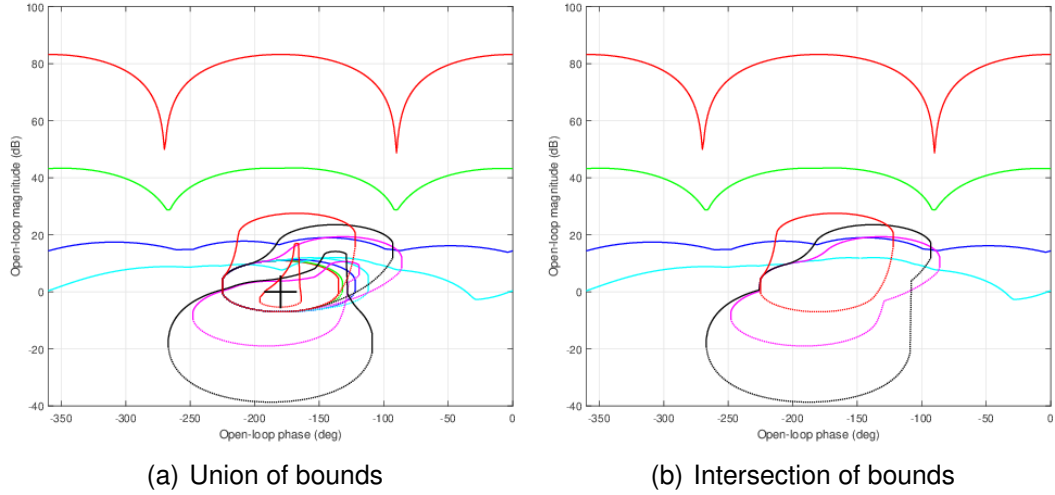 100
80
60
40
20
0
-20
-40
Open-loop magnitude (dB)
-350 -300 -250 -200 -150 -100 -50 0
Open-loop phase (deg)
(a) Union of bounds
100
80
60
40
20
0
-20
-40
Open-loop magnitude (dB)
-350 -300 -250 -200 -150 -100 -50 0
Open-loop phase (deg)
(b) Intersection of bounds